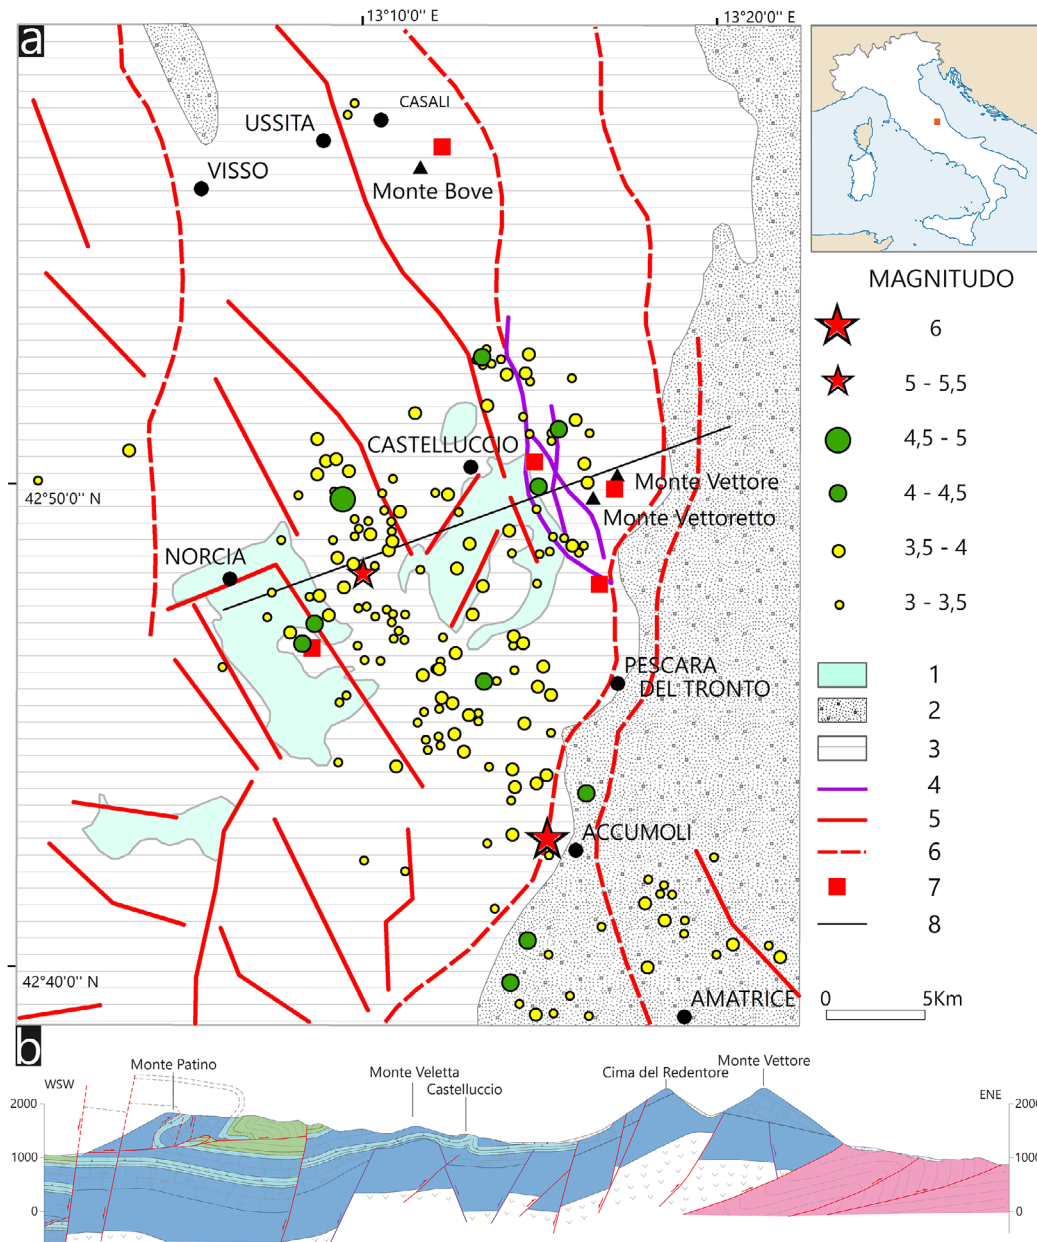 a
13°10'0'' E
13°20'0'' E
CASALI
USSITA
VISSO
Monte Bove
CASTELLUCCIO
Monte Vettore
42°50'0'' N
Monte Vettoretto
NORCIA
PESCARA
DEL TRONTO
ACCUMOLI
42°40'0'' N
AMATRICE
MAGNITUDO
6
5 - 5,5
4,5 - 5
4 - 4,5
3,5 - 4
3 - 3,5
1
2
3
4
5
6
7
8
0
5Km
b
Monte Patino
Monte Veletta
Castelluccio
Cima del Redentore
Monte Vettore
WSW
ENE
2000
1000
0
2000
1000
0